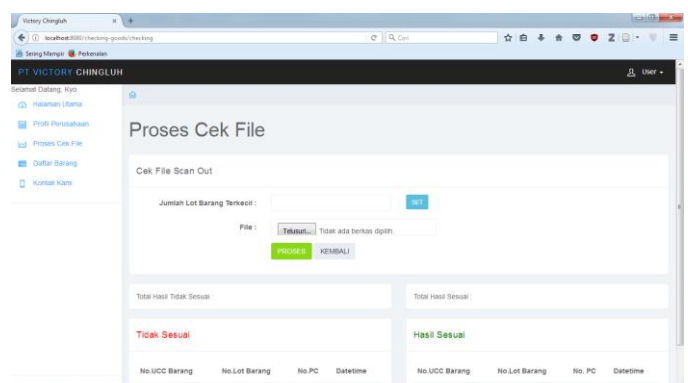 Victory Chingluh
localhost:8080/checking-goods/checking
Cari
Sering Mampir Perkenalan
PT VICTORY CHINGLUH
User
Selamat Datang, Kyo
Halaman Utama
Profil Perusahaan
Proses Cek File
Daftar Barang
Kontak Kami
Proses Cek File
Cek File Scan Out
Jumlah Lot Barang Terkecil :
SET
File :
Telusuri... Tidak ada berkas dipilih.
PROSES KEMBALI
Total Hasil Tidak Sesuai :
Total Hasil Sesuai :
Tidak Sesuai
Hasil Sesuai
No.UCC Barang No.Lot Barang No.PC Datetime
No.UCC Barang No.Lot Barang No. PC Datetime